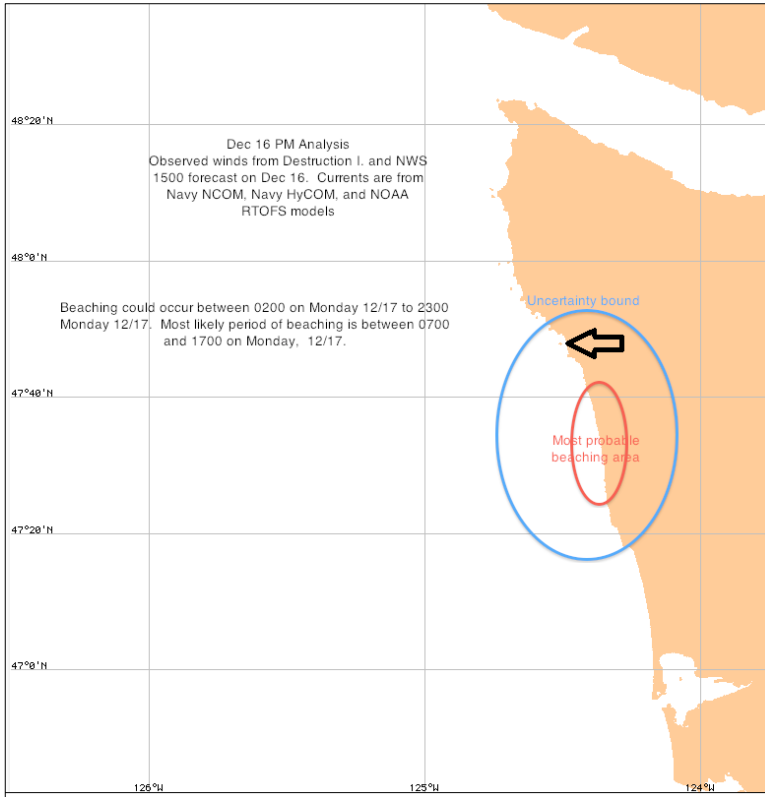 48°20'N
Dec 16 PM Analysis
Observed winds from Destruction I. and NWS
1500 forecast on Dec 16.  Currents are from
Navy NCOM, Navy HyCOM, and NOAA
RTOFS models
48°0'N
Uncertainty bound
Beaching could occur between 0200 on Monday 12/17 to 2300
Monday 12/17.  Most likely period of beaching is between 0700
and 1700 on Monday,  12/17.
47°40'N
Most probable
beaching area
47°20'N
47°0'N
126°W
125°W
124°W